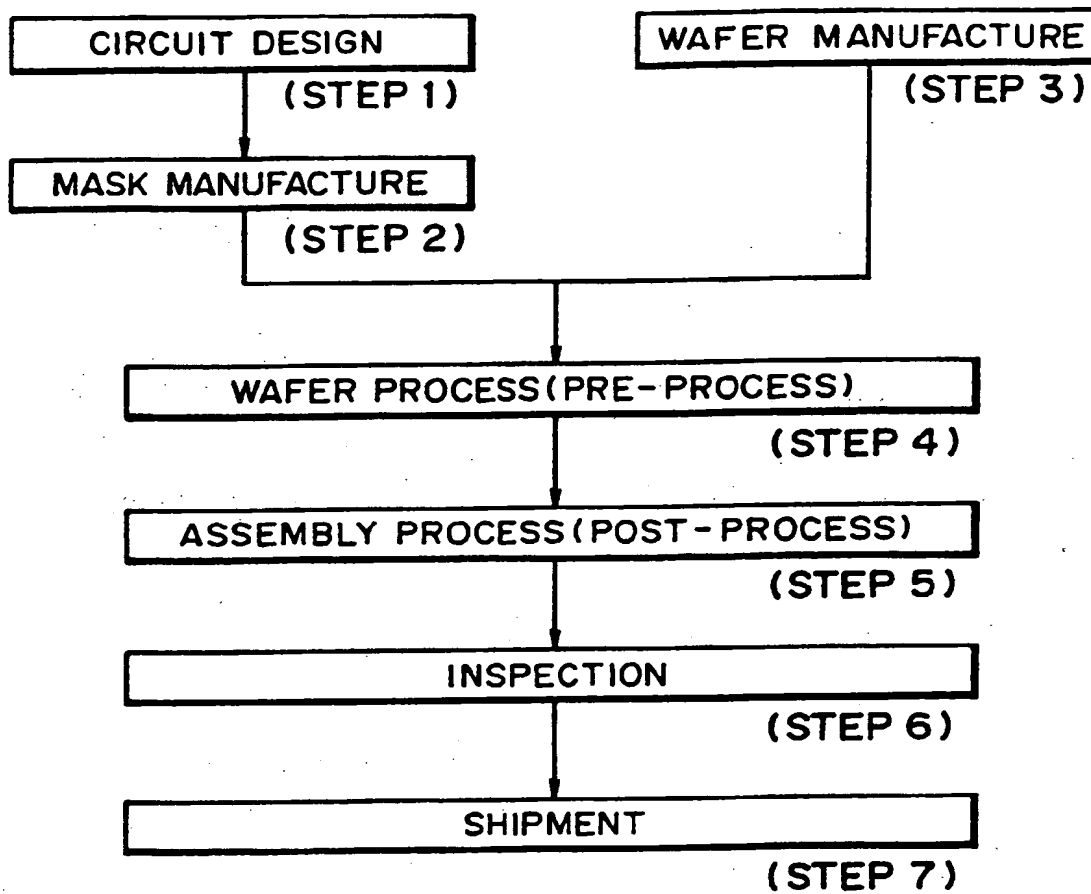 CIRCUIT DESIGN
(STEP 1)
WAFER MANUFACTURE
(STEP 3)
MASK MANUFACTURE
(STEP 2)
WAFER PROCESS(PRE-PROCESS)
(STEP 4)
ASSEMBLY PROCESS(POST-PROCESS)
(STEP 5)
INSPECTION
(STEP 6)
SHIPMENT
(STEP 7)